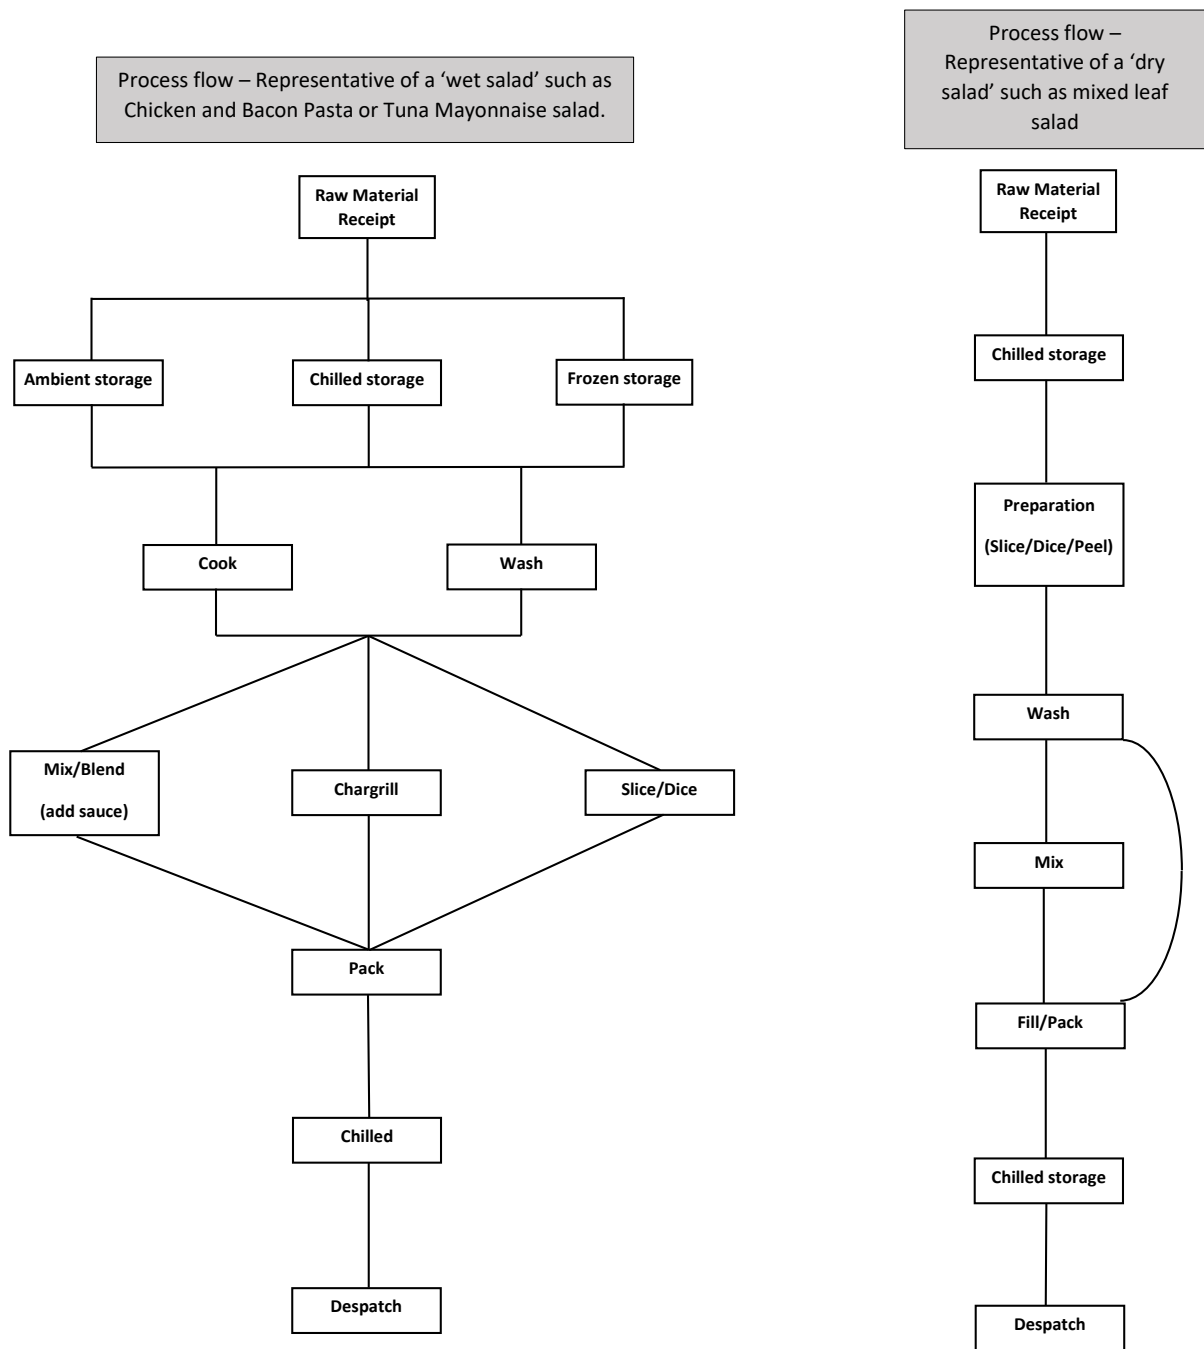 Process flow – Representative of a ‘wet salad’ such as
Chicken and Bacon Pasta or Tuna Mayonnaise salad.
Raw Material
Receipt
Ambient storage
Chilled storage
Frozen storage
Cook
Wash
Mix/Blend
(add sauce)
Chargrill
Slice/Dice
Pack
Chilled
Despatch
Process flow –
Representative of a ‘dry
salad’ such as mixed leaf
salad
Raw Material
Receipt
Chilled storage
Preparation
(Slice/Dice/Peel)
Wash
Mix
Fill/Pack
Chilled storage
Despatch